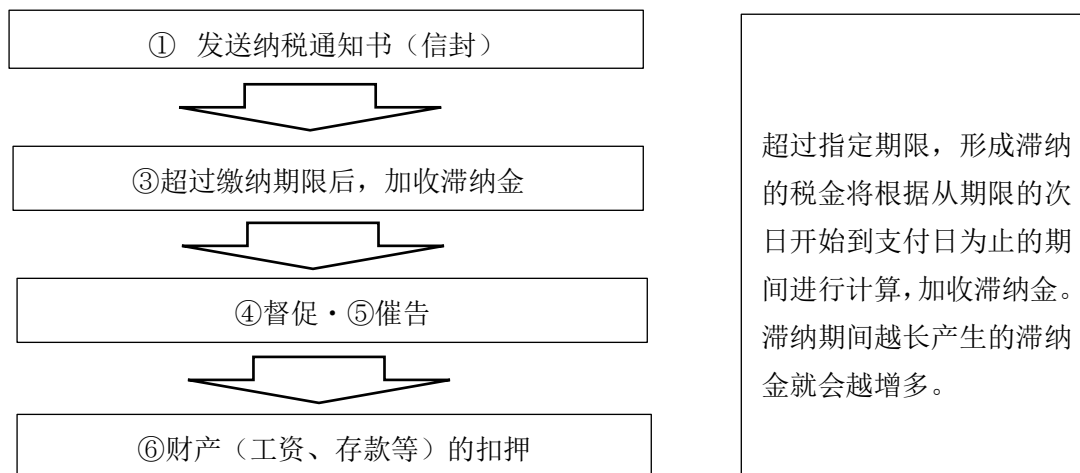 ① 发送纳税通知书（信封）
③超过缴纳期限后，加收滞纳金
④督促・⑤催告
⑥财产（工资、存款等）的扣押
超过指定期限，形成滞纳
的税金将根据从期限的次
日开始到支付日为止的期
间进行计算，加收滞纳金。
滞纳期间越长产生的滞纳
金就会越增多。